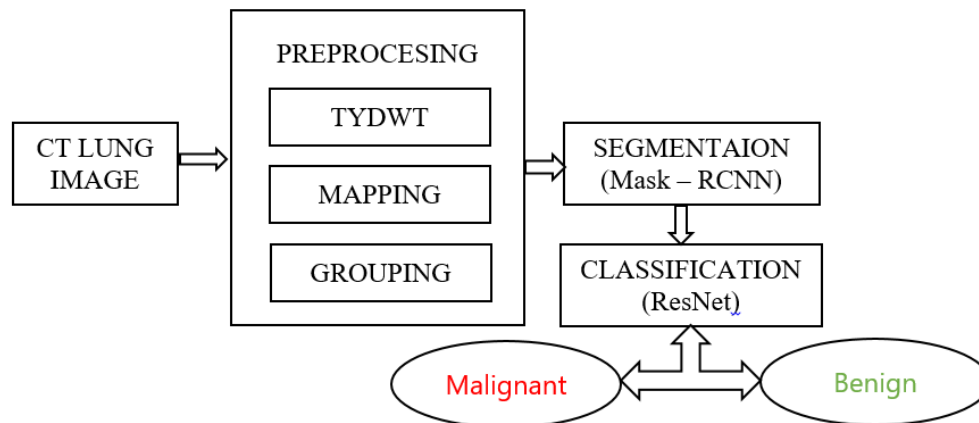 PREPROCESING
TYDWT
MAPPING
GROUPING
CT LUNG
IMAGE
SEGMENTAION
(Mask – RCNN)
CLASSIFICATION
(ResNet)
Malignant
Benign